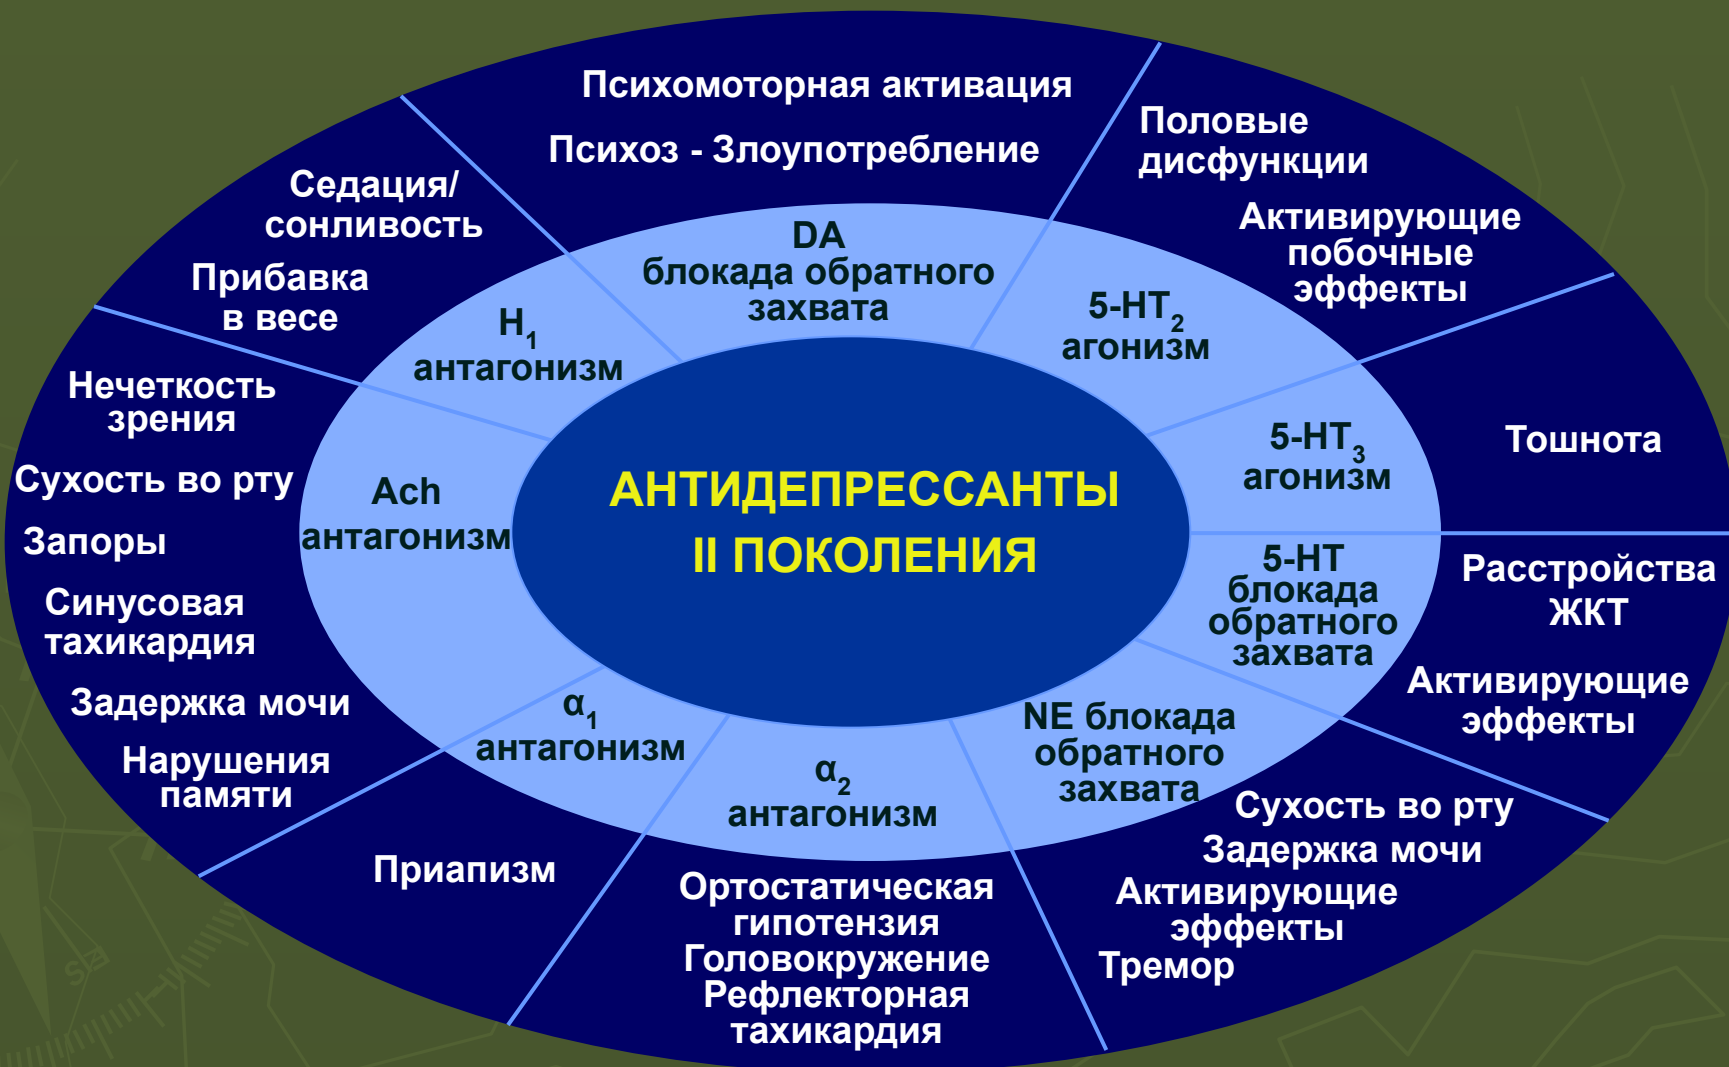 Психомоторная активация
Психоз - Злоупотребление
DA
блокада обратного
захвата
Половые
дисфункции
Активирующие
побочные
эффекты
5-HT2
агонизм
Тошнота
5-HT3
агонизм
Расстройства
ЖКТ
Активирующие
эффекты
5-HT
блокада
обратного
захвата
Сухость во рту
Задержка мочи
Активирующие
эффекты
Тремор
NE блокада
обратного
захвата
Ортостатическая
гипотензия
Головокружение
Рефлекторная
тахикардия
α2
антагонизм
Приапизм
α1
антагонизм
Нечеткость
зрения
Сухость во рту
Запоры
Синусовая
тахикардия
Задержка мочи
Нарушения
памяти
Ach
антагонизм
Седация/
сонливость
Прибавка
в весе
H1
антагонизм
АНТИДЕПРЕССАНТЫ
II ПОКОЛЕНИЯ